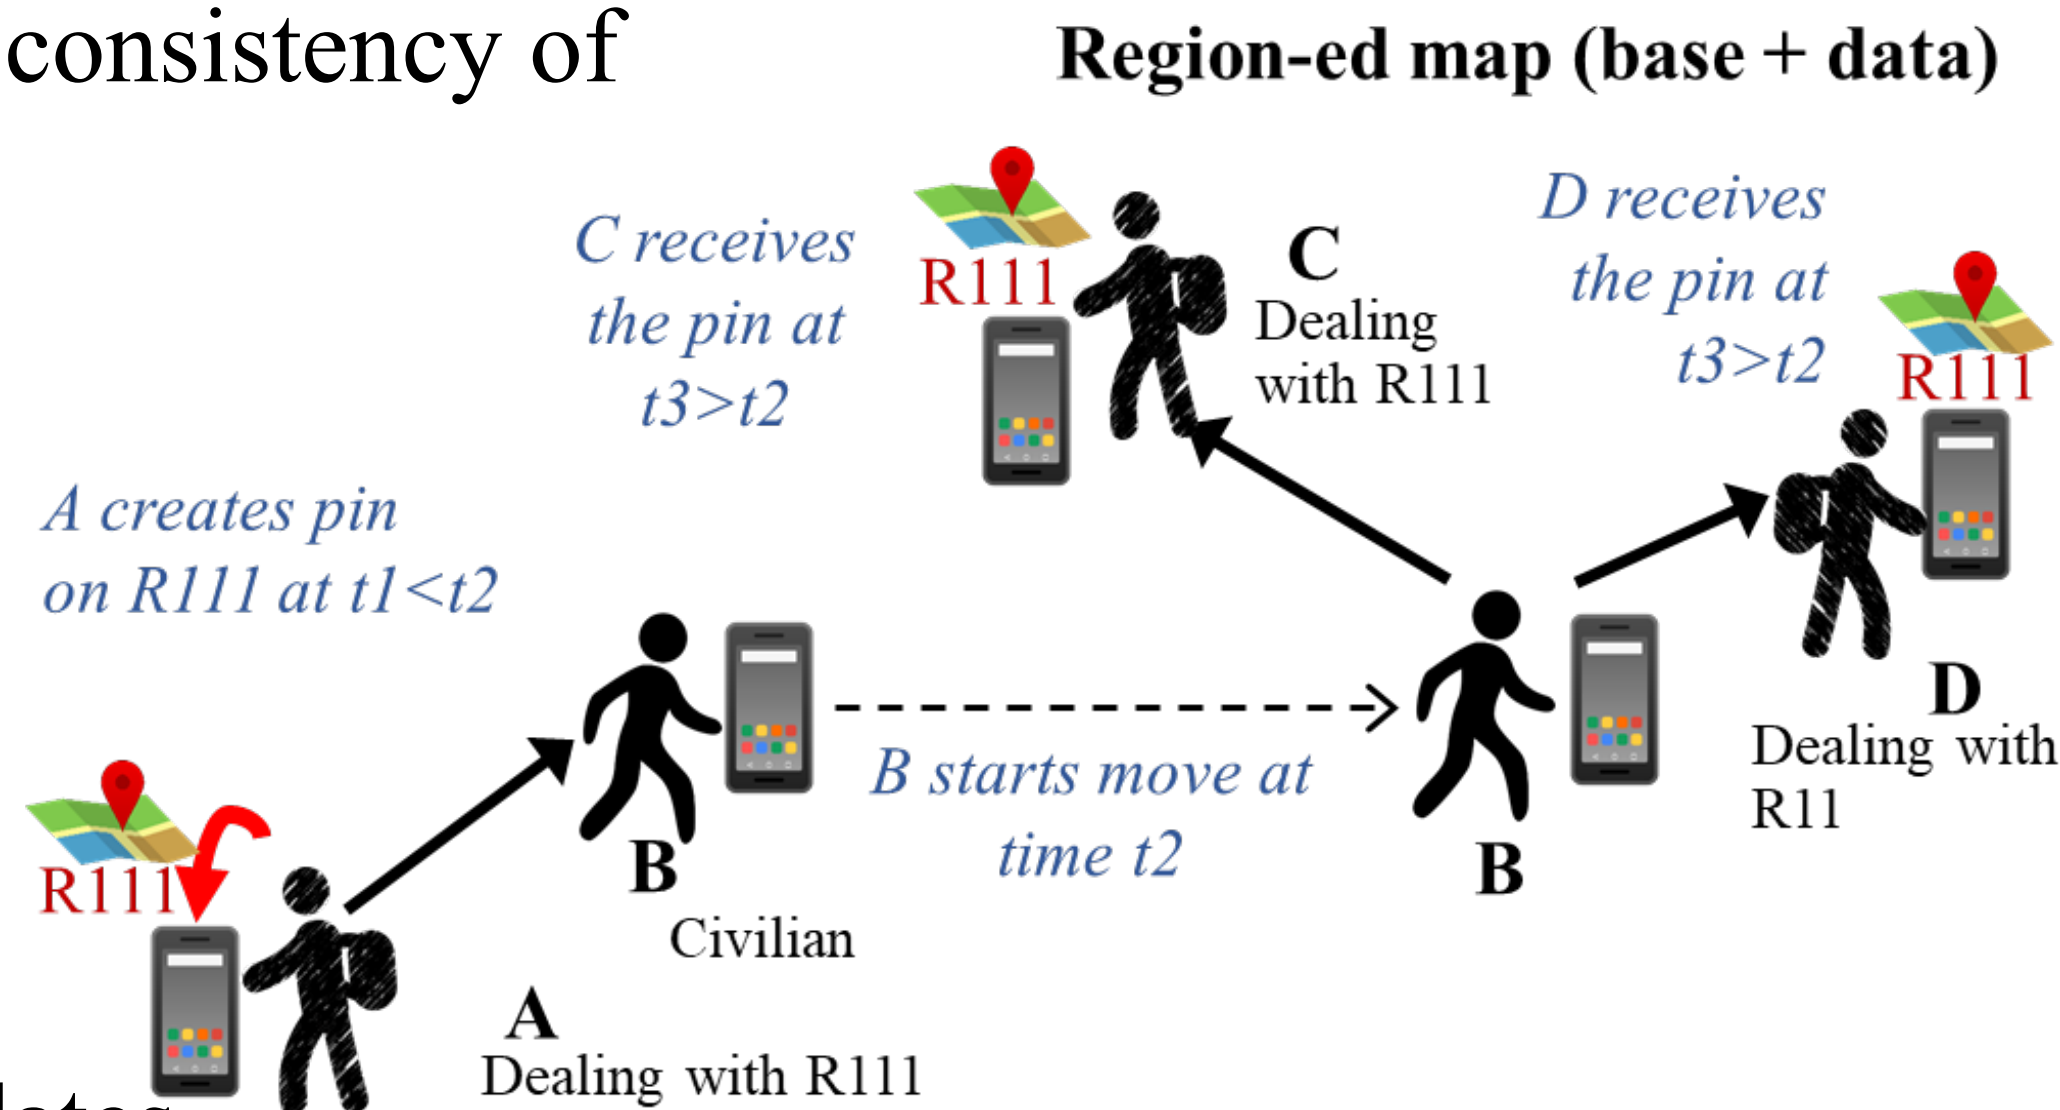 consistency of
Region-ed map (base + data)
C receives
the pin at
t3>t2
R111
C
Dealing
with R111
D receives
the pin at
t3>t2
R111
A creates pin
on R111 at t1<t2
B
Civilian
B starts move at
time t2
B
D
Dealing with
R11
R111
A
Dealing with R111